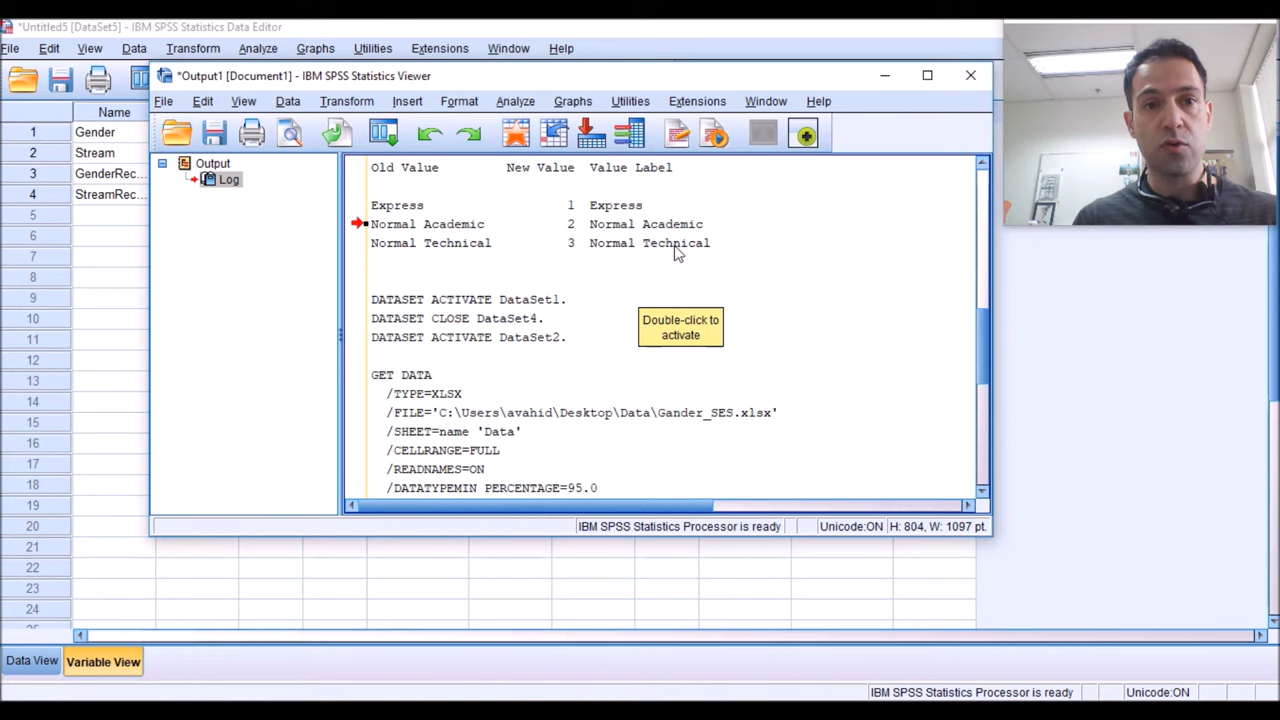 *Untitled5 [DataSet5] - IBM SPSS Statistics Data Editor
File Edit View Data Transform Analyze Graphs Utilities Extensions Window Help
*Output1 [Document1] - IBM SPSS Statistics Viewer
File Edit View Data Transform Insert Format Analyze Graphs Utilities Extensions Window Help
Name
1 Gender
2 Stream
3 GenderRec...
4 StreamRec...
5
6
7
8
9
10
11
12
13
14
15
16
17
18
19
20
21
22
23
24
Output
Log
Old Value New Value Value Label
Express 1 Express
Normal Academic 2 Normal Academic
Normal Technical 3 Normal Technical
DATASET ACTIVATE DataSet1.
DATASET CLOSE DataSet4.
DATASET ACTIVATE DataSet2.
Double-click to
activate
GET DATA
/TYPE=XLSX
/FILE='C:\Users\avahid\Desktop\Data\Gander_SES.xlsx'
/SHEET=name 'Data'
/CELLRANGE=FULL
/READNAMES=ON
/DATATYPEMIN PERCENTAGE=95.0
IBM SPSS Statistics Processor is ready Unicode:ON H: 804, W: 1097 pt.
Data View Variable View
IBM SPSS Statistics Processor is ready Unicode:ON